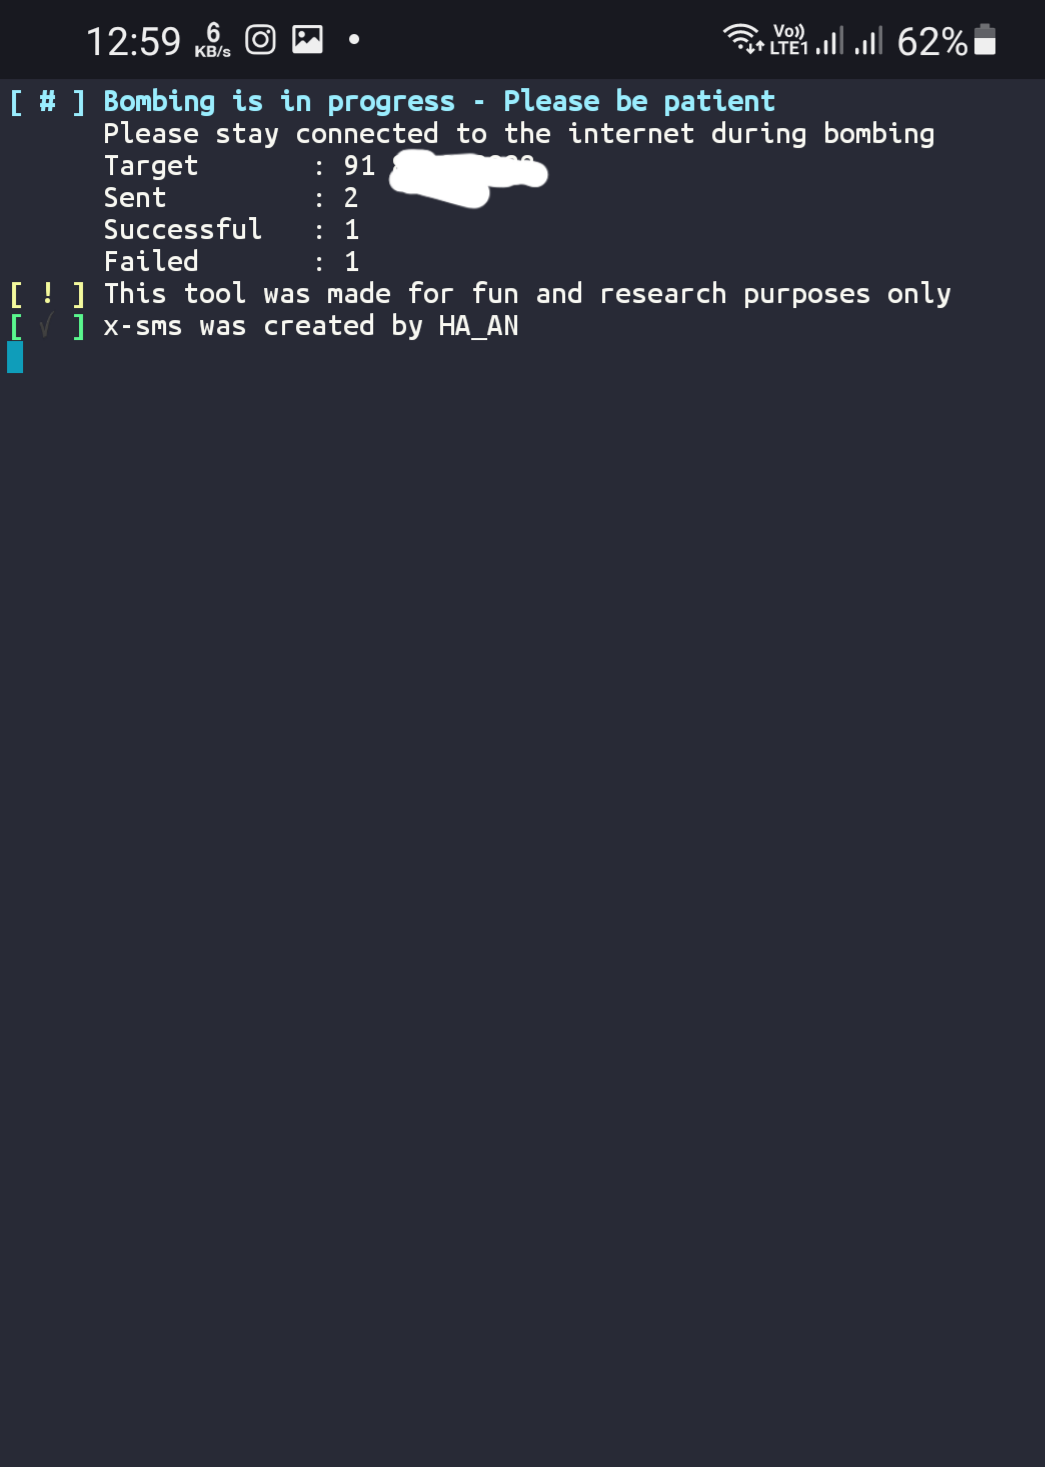 12:59 6 KB/s Vo)) LTE1 62%
[ # ] Bombing is in progress - Please be patient
Please stay connected to the internet during bombing
Target : 91
Sent : 2
Successful : 1
Failed : 1
[ ! ] This tool was made for fun and research purposes only
[ √ ] x-sms was created by HA_AN